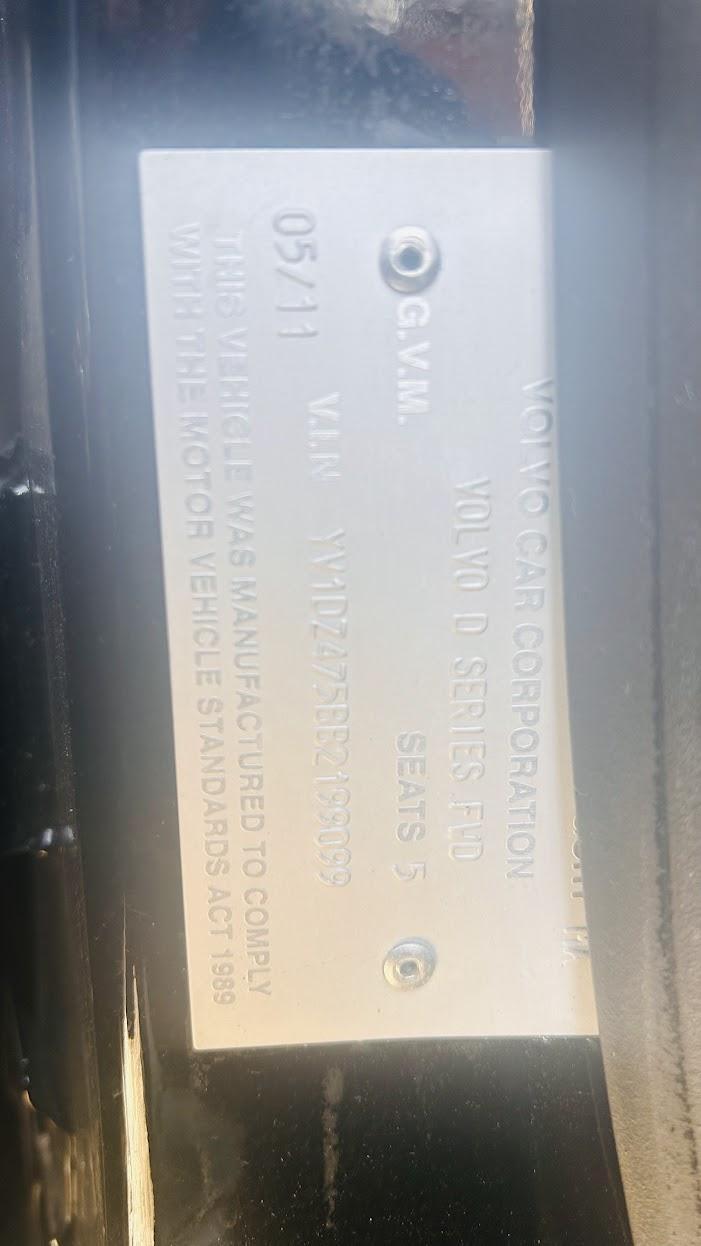 VOLVO CAR CORPORATION
VOLVO D SERIES FWD
G.V.M. SEATS 5
V.I.N YV1DZ475BB2199099
05/11
THIS VEHICLE WAS MANUFACTURED TO COMPLY
WITH THE MOTOR VEHICLE STANDARDS ACT 1989